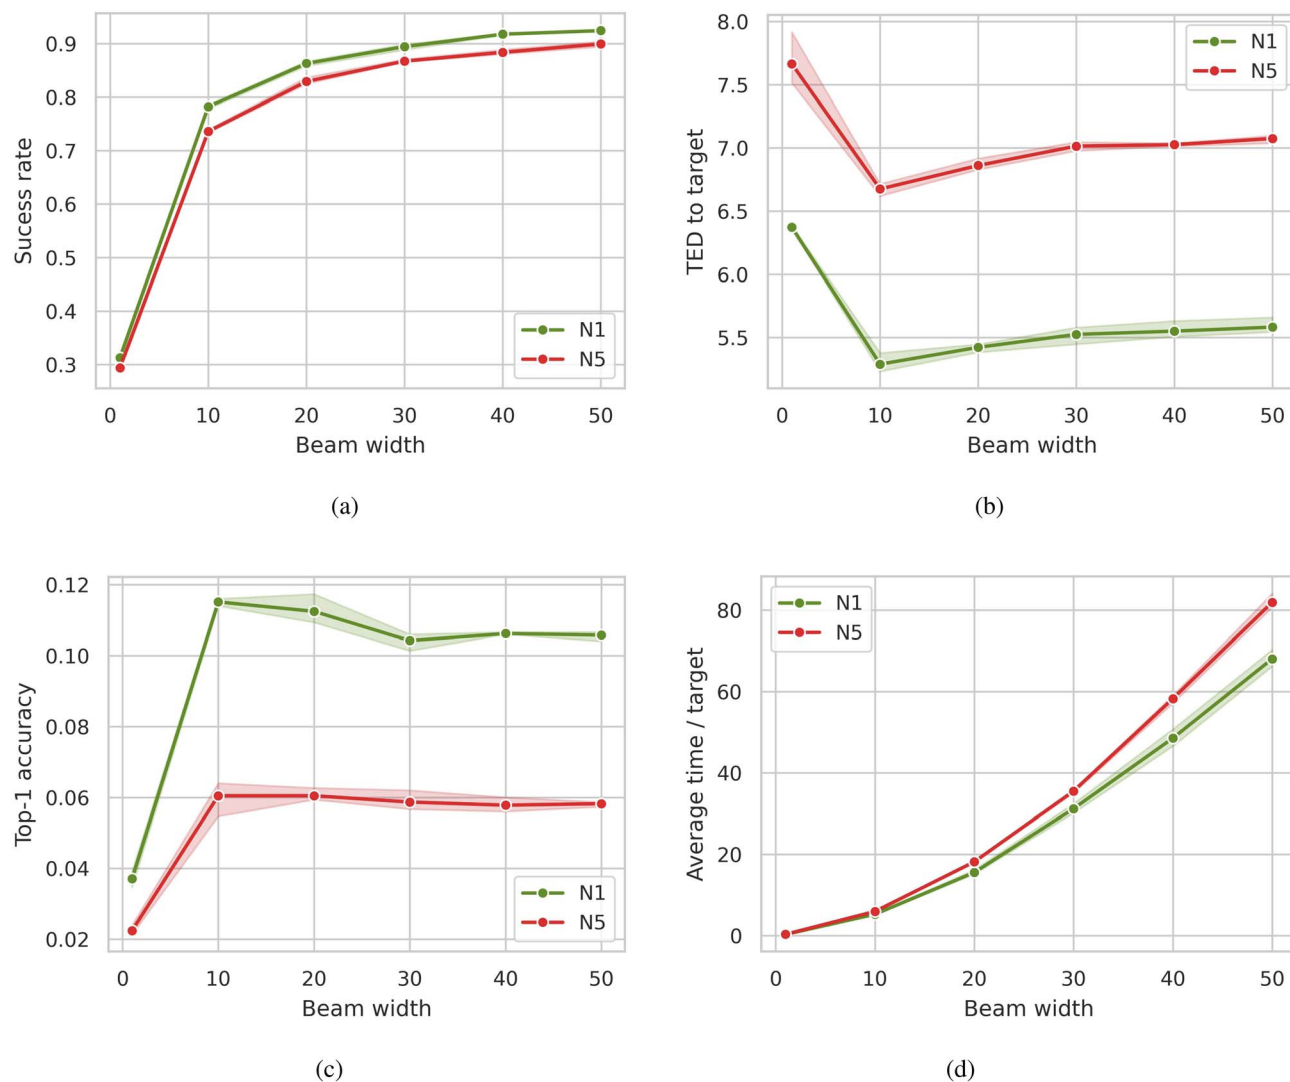 0.9
0.8
0.7
0.6
0.5
0.4
0.3
Sucess rate
N1
N5
0 10 20 30 40 50
Beam width
(a)
8.0
7.5
7.0
6.5
6.0
5.5
TED to target
N1
N5
0 10 20 30 40 50
Beam width
(b)
0.12
0.10
0.08
0.06
0.04
0.02
Top-1 accuracy
N1
N5
0 10 20 30 40 50
Beam width
(c)
80
60
40
20
0
Average time / target
N1
N5
0 10 20 30 40 50
Beam width
(d)